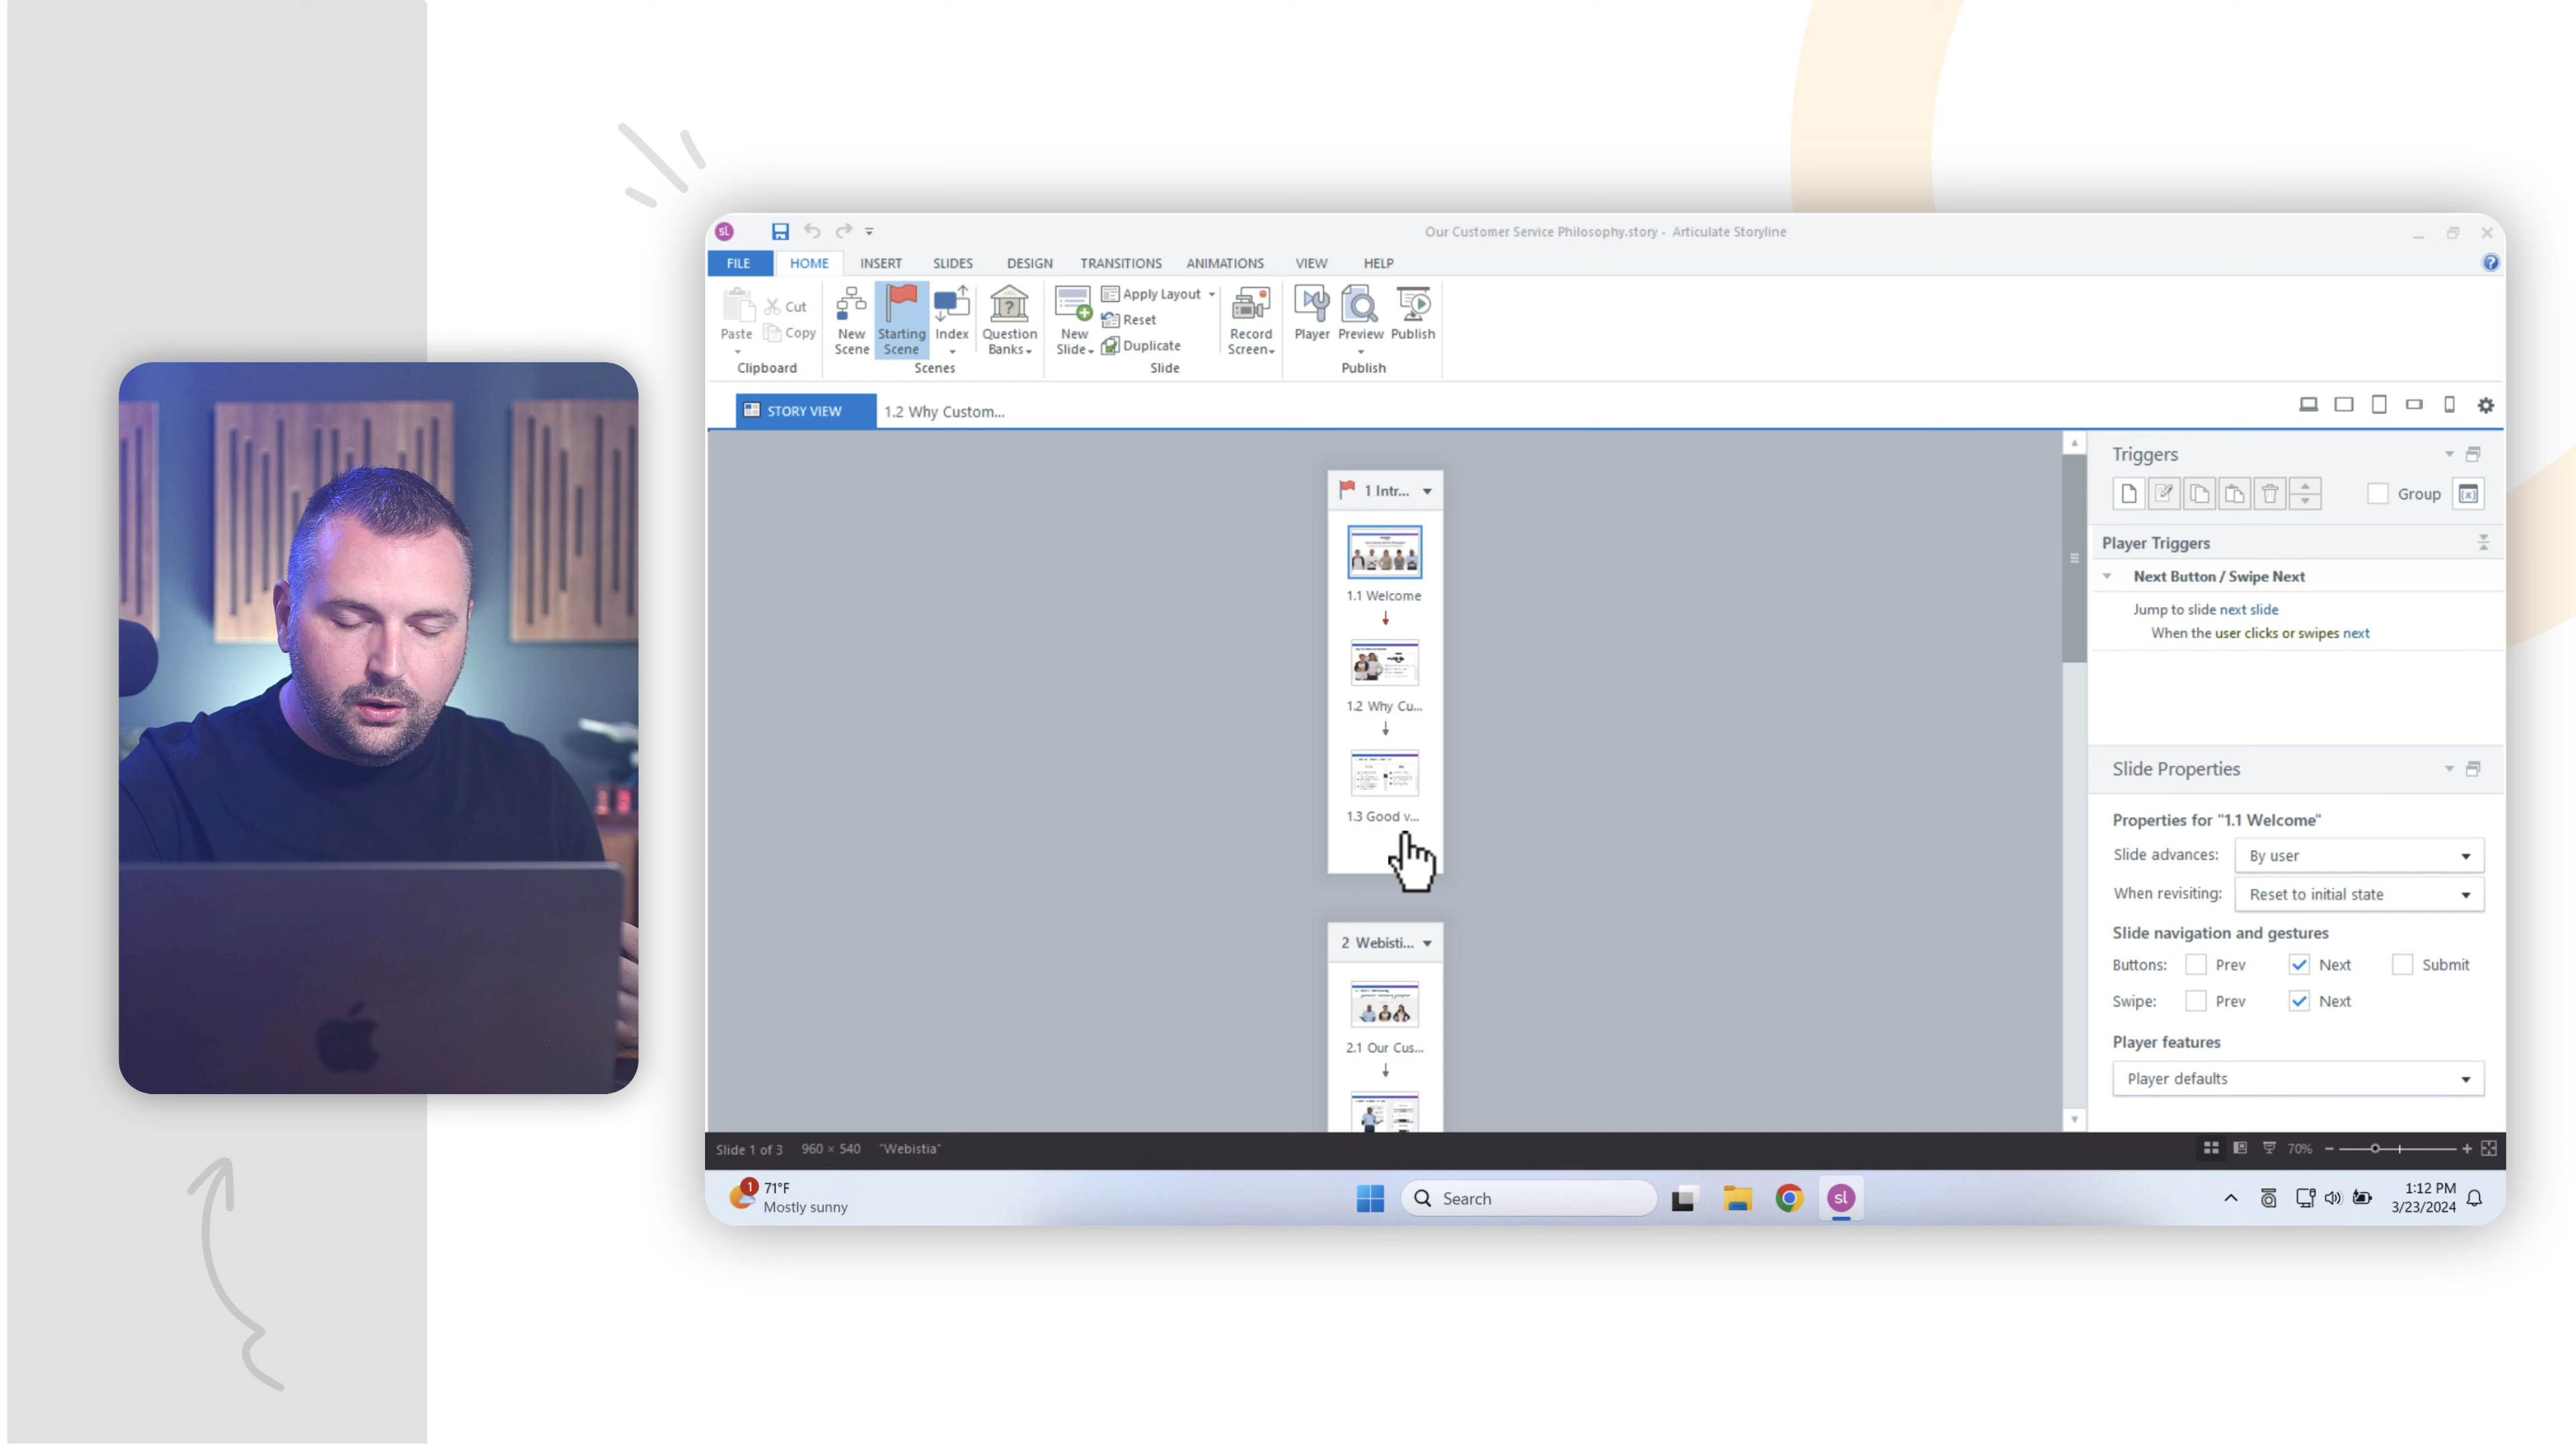 Our Customer Service Philosophy.story - Articulate Storyline
sl
FILE HOME INSERT SLIDES DESIGN TRANSITIONS ANIMATIONS VIEW HELP
Paste Cut Copy
Clipboard
New Scene
Starting Scene
Index
Question Banks
Scenes
New Slide
Apply Layout
Reset
Duplicate
Slide
Record Screen
Player
Preview
Publish
Publish
STORY VIEW
1.2 Why Custom...
1 Intr...
1.1 Welcome
1.2 Why Cu...
1.3 Good v...
2 Webisti...
2.1 Our Cus...
Triggers
Group
Player Triggers
Next Button / Swipe Next
Jump to slide next slide
When the user clicks or swipes next
Slide Properties
Properties for "1.1 Welcome"
Slide advances: By user
When revisiting: Reset to initial state
Slide navigation and gestures
Buttons: Prev Next Submit
Swipe: Prev Next
Player features
Player defaults
Slide 1 of 3 960 × 540 "Webistia"
70%
1
71°F
Mostly sunny
Search
sl
1:12 PM
3/23/2024